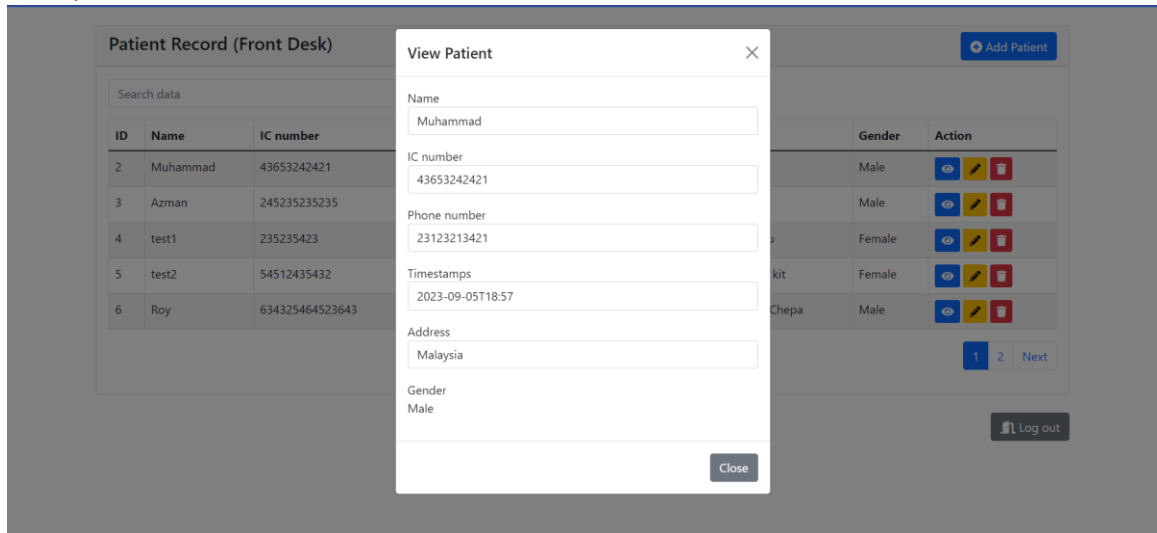 Patient Record (Front Desk)
Add Patient
Search data
ID Name IC number Gender Action
2 Muhammad 43653242421 Male
3 Azman 245235235235 Male
4 test1 235235423 Female
5 test2 54512435432 kit Female
6 Roy 634325464523643 Chepa Male
1 2 Next
Log out
View Patient
Name
Muhammad
IC number
43653242421
Phone number
23123213421
Timestamps
2023-09-05T18:57
Address
Malaysia
Gender
Male
Close